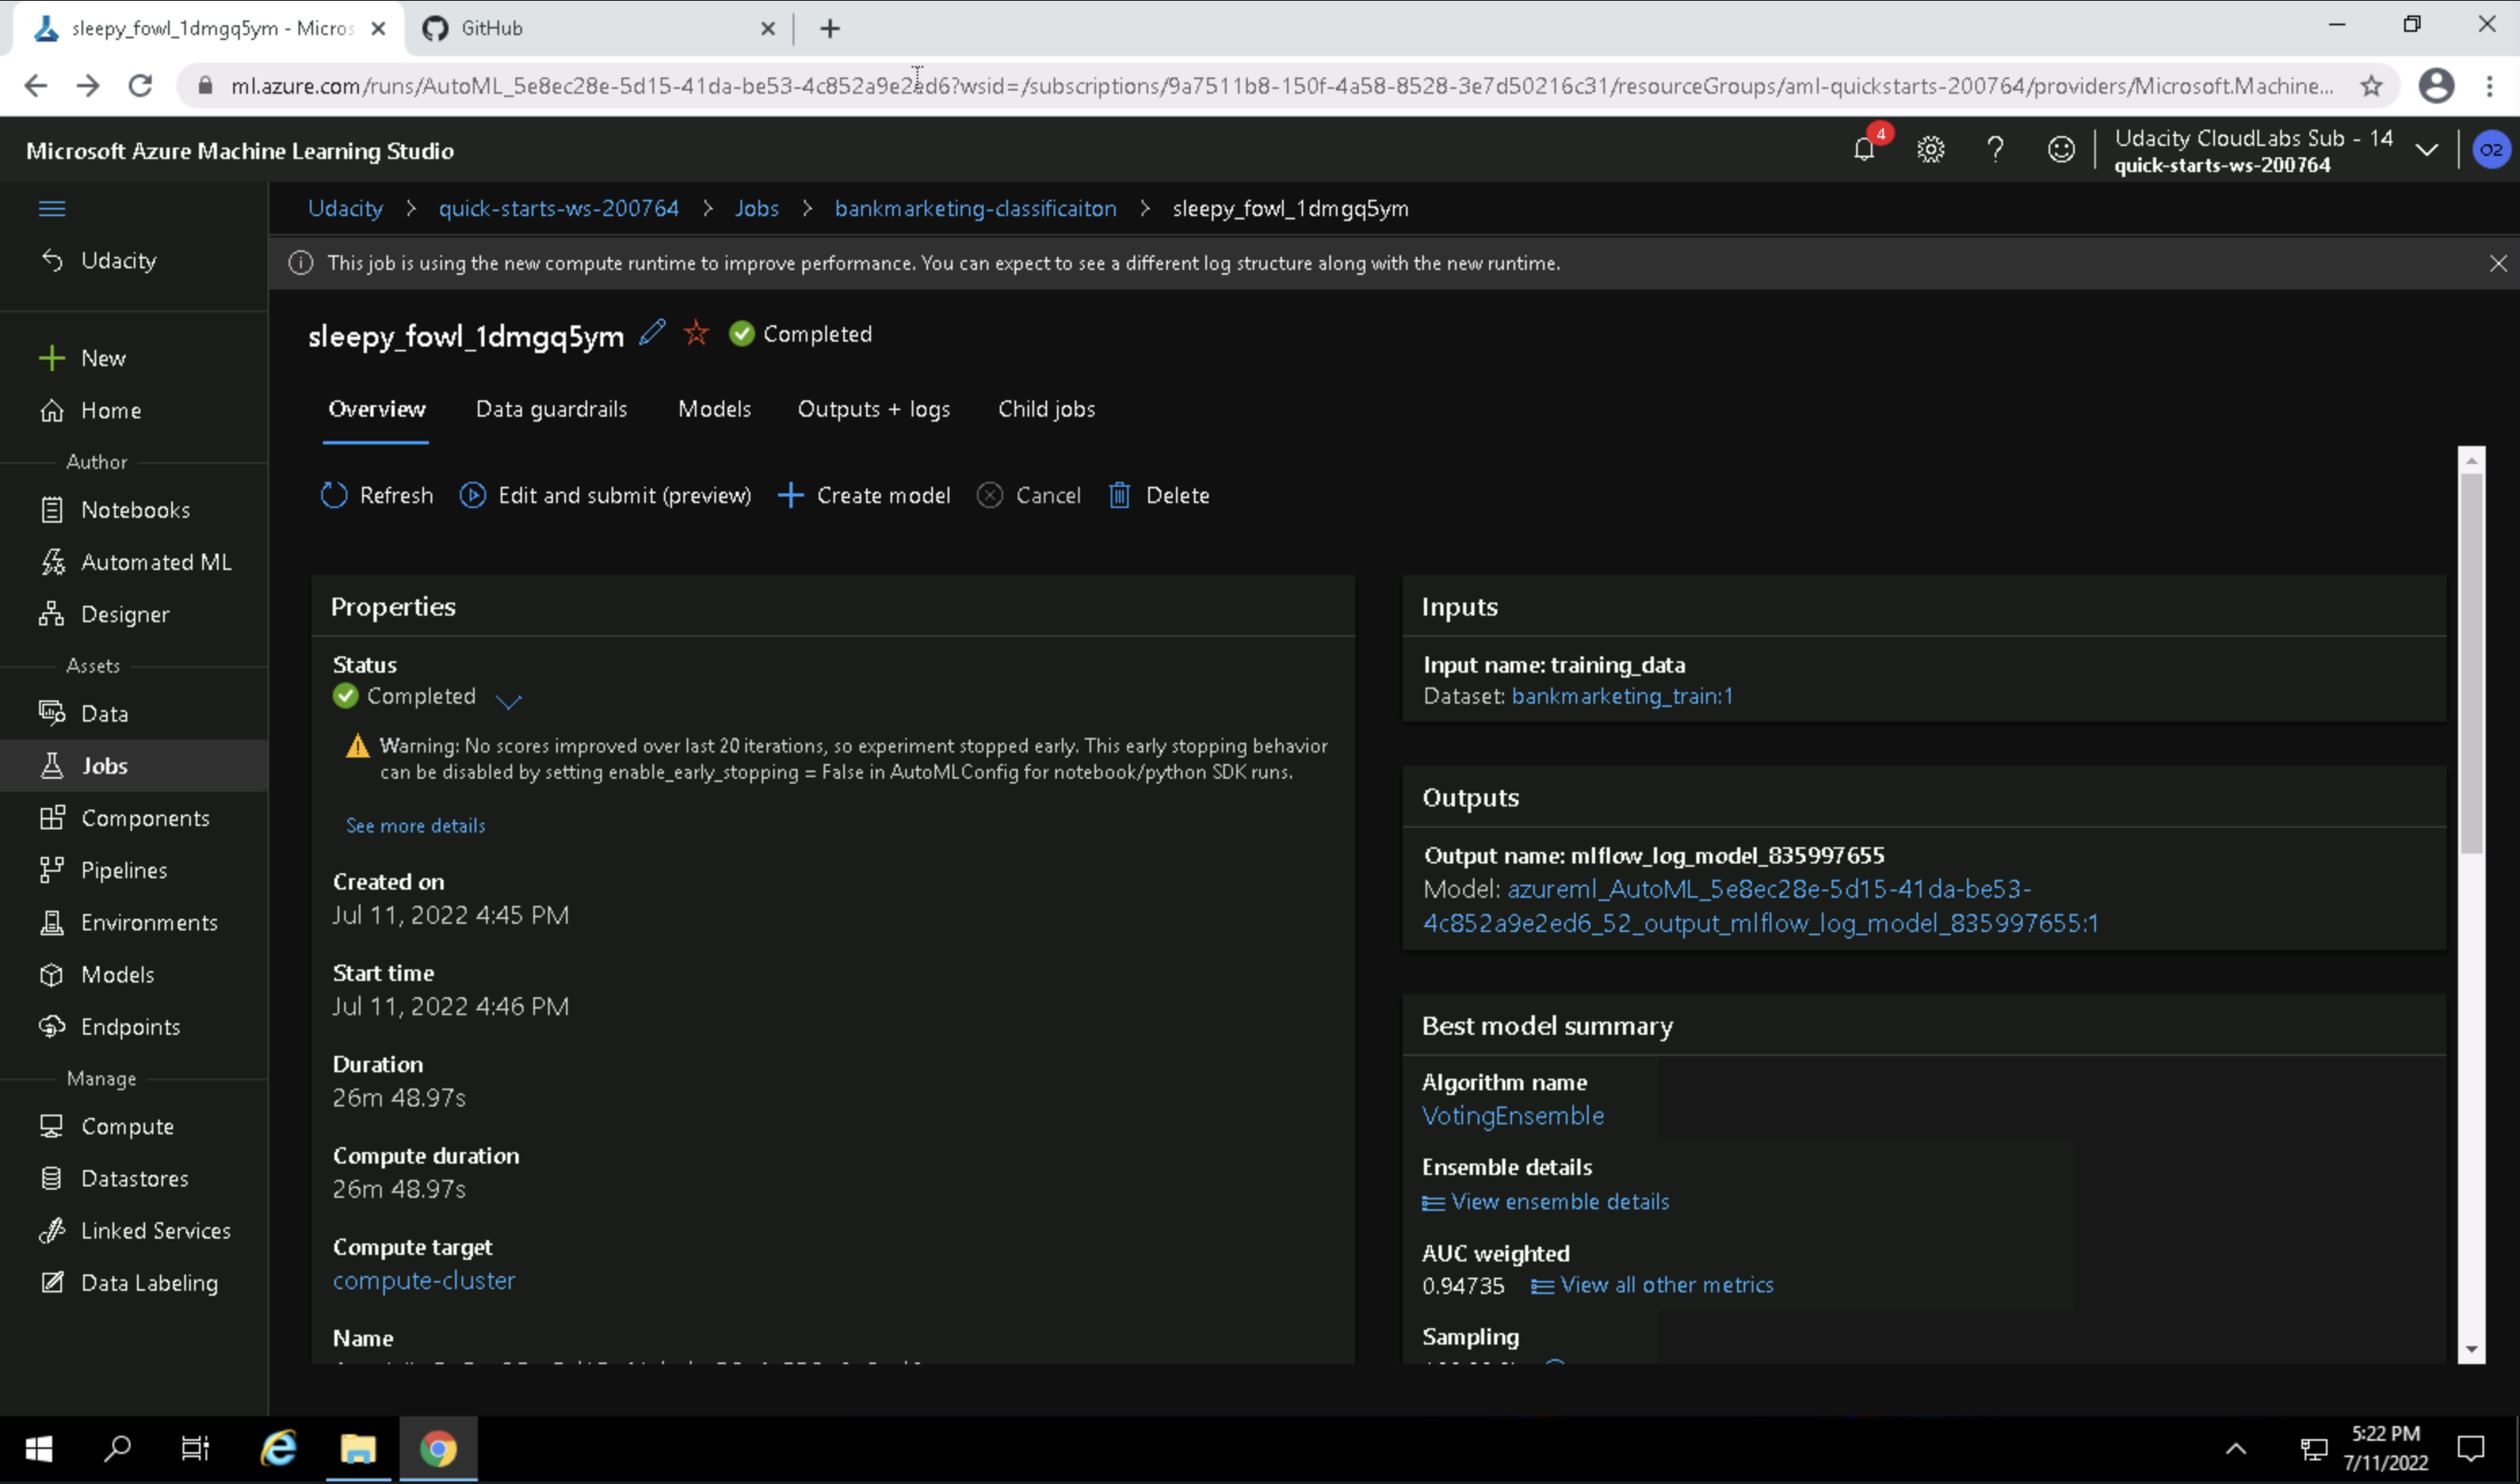 sleepy_fowl_1dmgq5ym - Micros
GitHub
ml.azure.com/runs/AutoML_5e8ec28e-5d15-41da-be53-4c852a9e2ed6?wsid=/subscriptions/9a7511b8-150f-4a58-8528-3e7d50216c31/resourceGroups/aml-quickstarts-200764/providers/Microsoft.Machine...
Microsoft Azure Machine Learning Studio
4
Udacity CloudLabs Sub - 14
quick-starts-ws-200764
O2
Udacity > quick-starts-ws-200764 > Jobs > bankmarketing-classificaiton > sleepy_fowl_1dmgq5ym
This job is using the new compute runtime to improve performance. You can expect to see a different log structure along with the new runtime.
Udacity
New
Home
Author
Notebooks
Automated ML
Designer
Assets
Data
Jobs
Components
Pipelines
Environments
Models
Endpoints
Manage
Compute
Datastores
Linked Services
Data Labeling
sleepy_fowl_1dmgq5ym Completed
Overview Data guardrails Models Outputs + logs Child jobs
Refresh Edit and submit (preview) Create model Cancel Delete
Properties
Status
Completed
Warning: No scores improved over last 20 iterations, so experiment stopped early. This early stopping behavior
can be disabled by setting enable_early_stopping = False in AutoMLConfig for notebook/python SDK runs.
See more details
Created on
Jul 11, 2022 4:45 PM
Start time
Jul 11, 2022 4:46 PM
Duration
26m 48.97s
Compute duration
26m 48.97s
Compute target
compute-cluster
Name
Inputs
Input name: training_data
Dataset: bankmarketing_train:1
Outputs
Output name: mlflow_log_model_835997655
Model: azureml_AutoML_5e8ec28e-5d15-41da-be53-
4c852a9e2ed6_52_output_mlflow_log_model_835997655:1
Best model summary
Algorithm name
VotingEnsemble
Ensemble details
View ensemble details
AUC weighted
0.94735 View all other metrics
Sampling
5:22 PM
7/11/2022